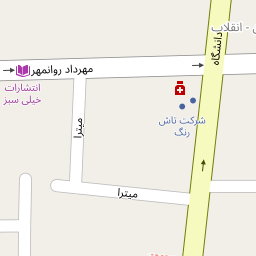 - انقلاب
دانشگاه
مهرداد روانمهر
انتشارات
خیلی سبز
میترا
شرکت تاش
رنگ
میترا